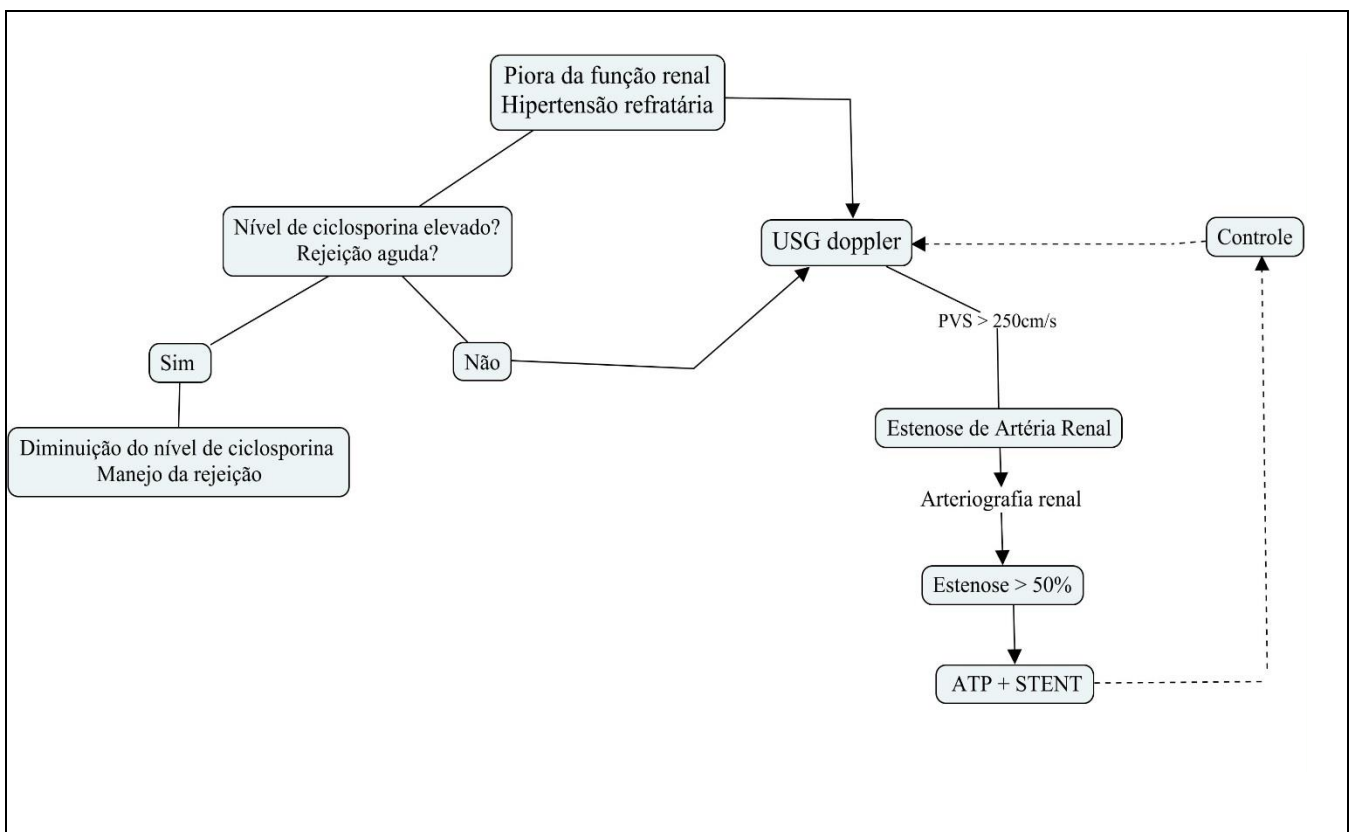 Piora da função renal
Hipertensão refratária
Nível de ciclosporina elevado?
Rejeição aguda?
USG doppler
Controle
PVS > 250cm/s
Sim
Não
Estenose de Artéria Renal
Diminuição do nível de ciclosporina
Manejo da rejeição
Arteriografia renal
Estenose > 50%
ATP + STENT